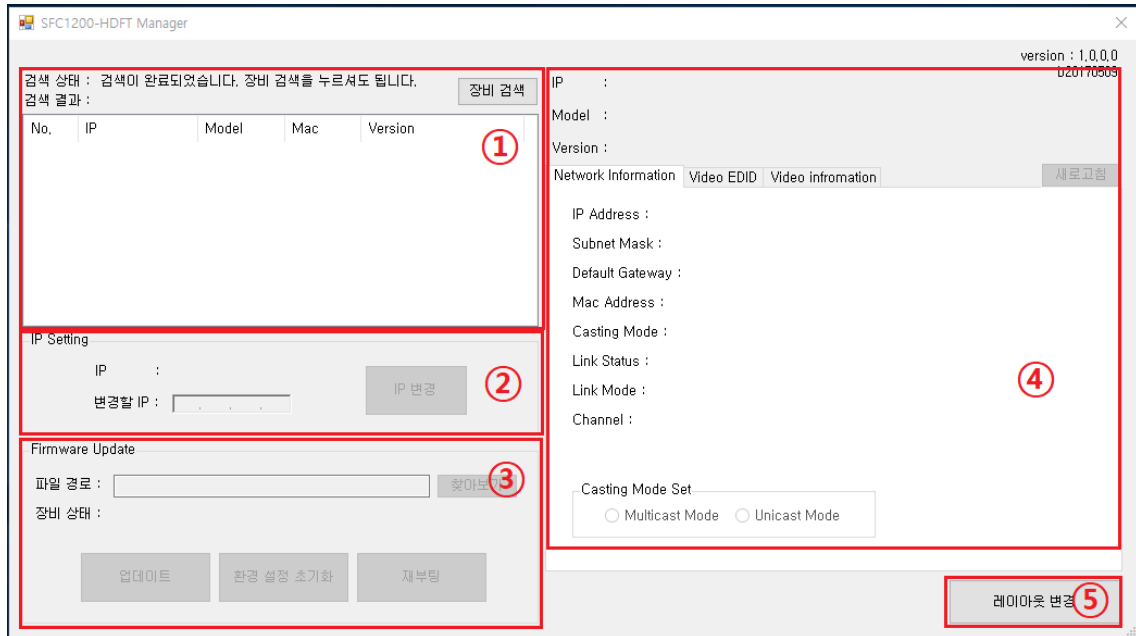 SFC1200-HDFT Manager
version : 1,0,0,0
b20170509
검색 상태 : 검색이 완료되었습니다, 장비 검색을 누르셔도 됩니다,
검색 결과 :
장비 검색
No, IP Model Mac Version
①
IP Setting
IP :
변경할 IP : . . .
IP 변경
②
Firmware Update
파일 경로 :
찾아보기
③
장비 상태 :
업데이트 환경 설정 초기화 재부팅
IP :
Model :
Version :
Network Information Video EDID Video infromation
새로고침
IP Address :
Subnet Mask :
Default Gateway :
Mac Address :
Casting Mode :
Link Status :
Link Mode :
Channel :
④
Casting Mode Set
Multicast Mode Unicast Mode
레이아웃 변경
⑤